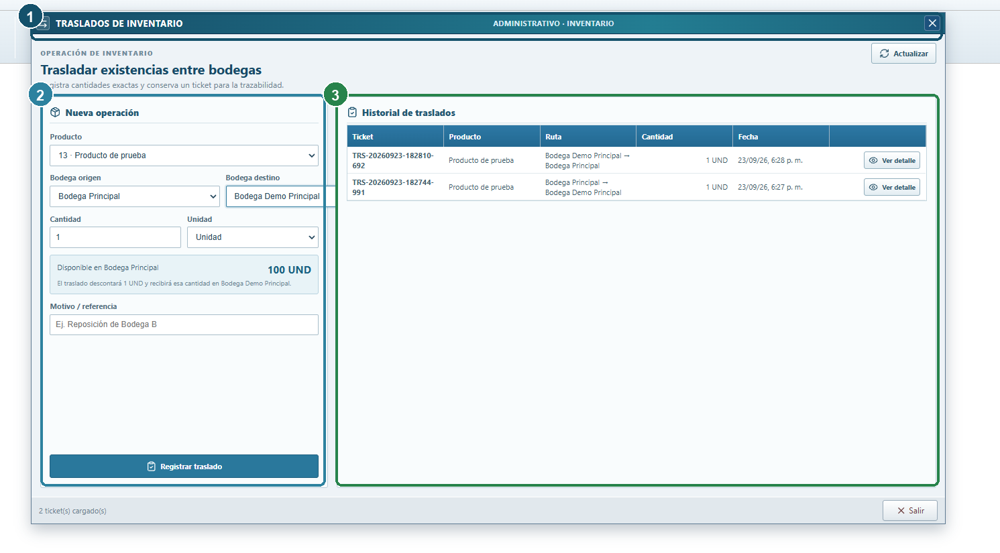 1
TRASLADOS DE INVENTARIO
ADMINISTRATIVO · INVENTARIO
OPERACIÓN DE INVENTARIO
Actualizar
Trasladar existencias entre bodegas
gistra cantidades exactas y conserva un ticket para la trazabilidad.
2
3
Nueva operación
Producto
13 · Producto de prueba
Bodega origen
Bodega destino
Bodega Principal
Bodega Demo Principal
Cantidad
Unidad
1
Unidad
Disponible en Bodega Principal
100 UND
El traslado descontará 1 UND y recibirá esa cantidad en Bodega Demo Principal.
Motivo / referencia
Ej. Reposición de Bodega B
Registrar traslado
Historial de traslados
Ticket
Producto
Ruta
Cantidad
Fecha
TRS-20260923-182810-
692
Producto de prueba
Bodega Demo Principal →
Bodega Principal
1 UND
23/09/26, 6:28 p. m.
Ver detalle
TRS-20260923-182744-
991
Producto de prueba
Bodega Principal →
Bodega Demo Principal
1 UND
23/09/26, 6:27 p. m.
Ver detalle
2 ticket(s) cargado(s)
Salir